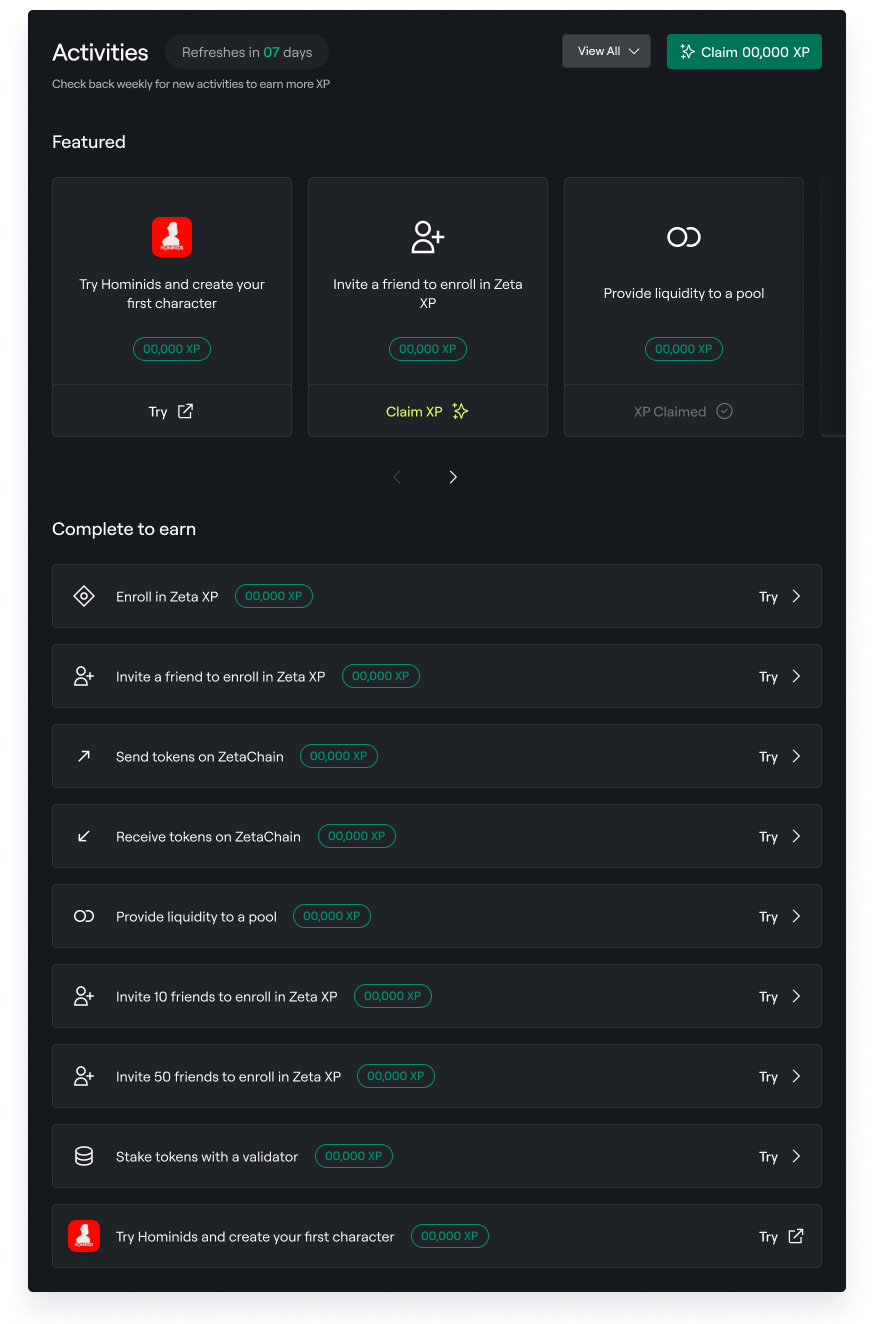 Activities
Refreshes in 07 days
View All
Claim 00,000 XP
Check back weekly for new activities to earn more XP
Featured
HOMINIDS
Try Hominids and create your
first character
00,000 XP
Try
Invite a friend to enroll in Zeta
XP
00,000 XP
Claim XP
Provide liquidity to a pool
00,000 XP
XP Claimed
Complete to earn
Enroll in Zeta XP 00,000 XP Try
Invite a friend to enroll in Zeta XP 00,000 XP Try
Send tokens on ZetaChain 00,000 XP Try
Receive tokens on ZetaChain 00,000 XP Try
Provide liquidity to a pool 00,000 XP Try
Invite 10 friends to enroll in Zeta XP 00,000 XP Try
Invite 50 friends to enroll in Zeta XP 00,000 XP Try
Stake tokens with a validator 00,000 XP Try
HOMINIDS
Try Hominids and create your first character 00,000 XP Try